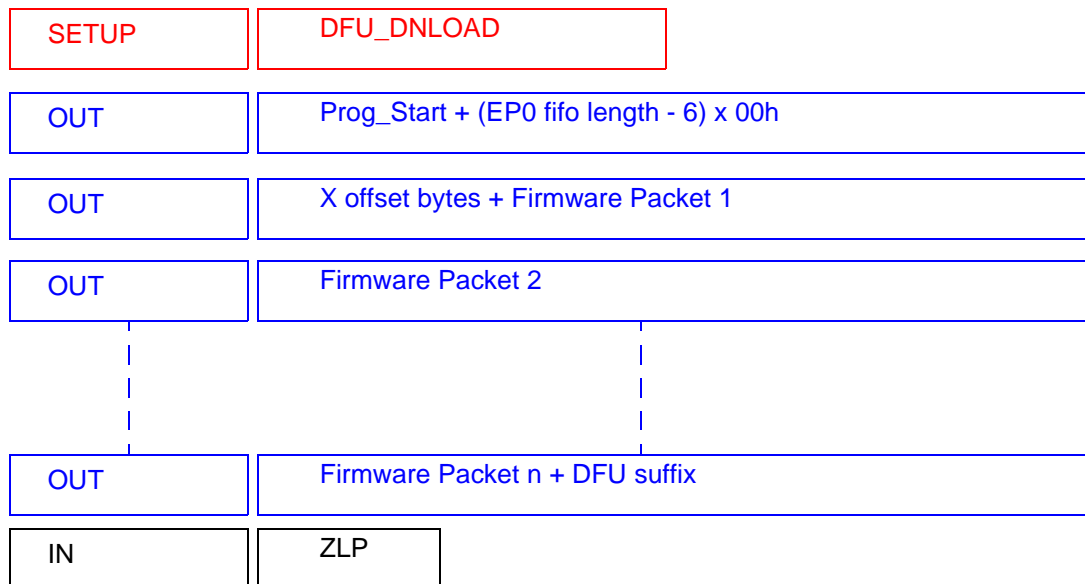 SETUP DFU_DNLOAD
OUT Prog_Start + (EP0 fifo length - 6) x 00h
OUT X offset bytes + Firmware Packet 1
OUT Firmware Packet 2
OUT Firmware Packet n + DFU suffix
IN ZLP